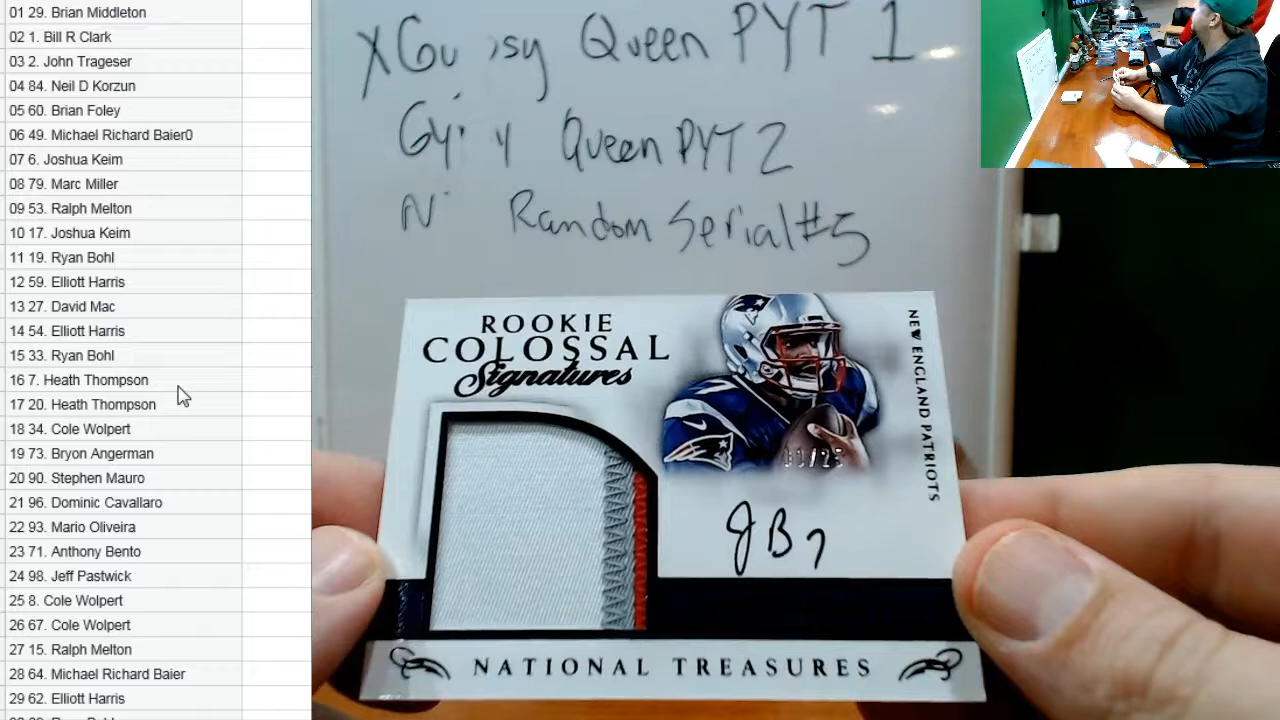 01 29. Brian Middleton
02 1. Bill R Clark
03 2. John Trageser
04 84. Neil D Korzun
05 60. Brian Foley
06 49. Michael Richard Baier0
07 6. Joshua Keim
08 79. Marc Miller
09 53. Ralph Melton
10 17. Joshua Keim
11 19. Ryan Bohl
12 59. Elliott Harris
13 27. David Mac
14 54. Elliott Harris
15 33. Ryan Bohl
16 7. Heath Thompson
17 20. Heath Thompson
18 34. Cole Wolpert
19 73. Bryon Angerman
20 90. Stephen Mauro
21 96. Dominic Cavallaro
22 93. Mario Oliveira
23 71. Anthony Bento
24 98. Jeff Pastwick
25 8. Cole Wolpert
26 67. Cole Wolpert
27 15. Ralph Melton
28 64. Michael Richard Baier
29 62. Elliott Harris
Queen PYT 1
Queen PYT 2
Random Serial #5
ROOKIE
COLOSSAL
Signatures
NEW ENGLAND PATRIOTS
JB7
NATIONAL TREASURES